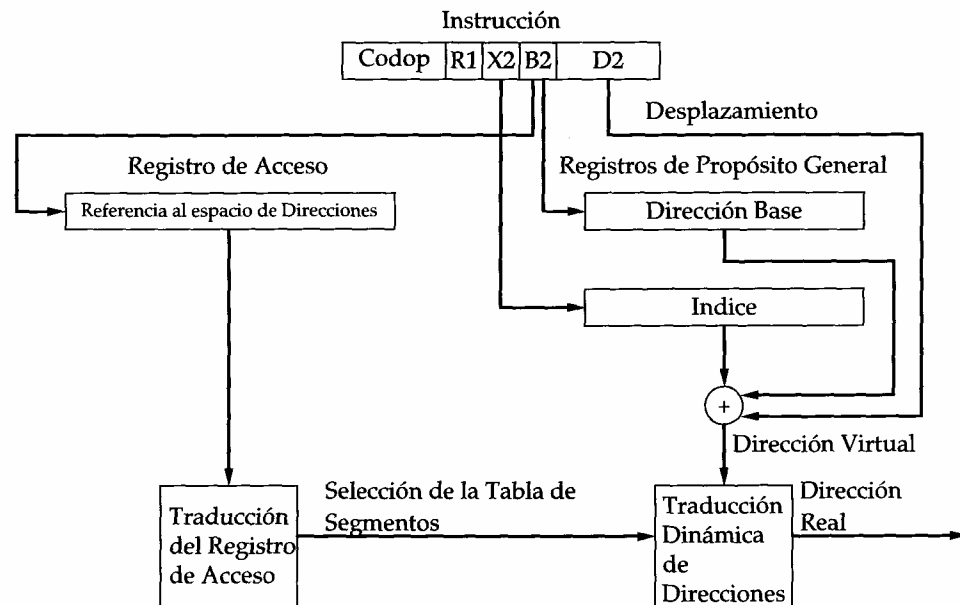 Instrucción
Codop R1 X2 B2 D2
Desplazamiento
Registro de Acceso
Registros de Propósito General
Referencia al espacio de Direcciones
Dirección Base
Indice
+
Dirección Virtual
Traducción
del Registro
de Acceso
Selección de la Tabla de
Segmentos
Traducción
Dinámica
de
Direcciones
Dirección
Real